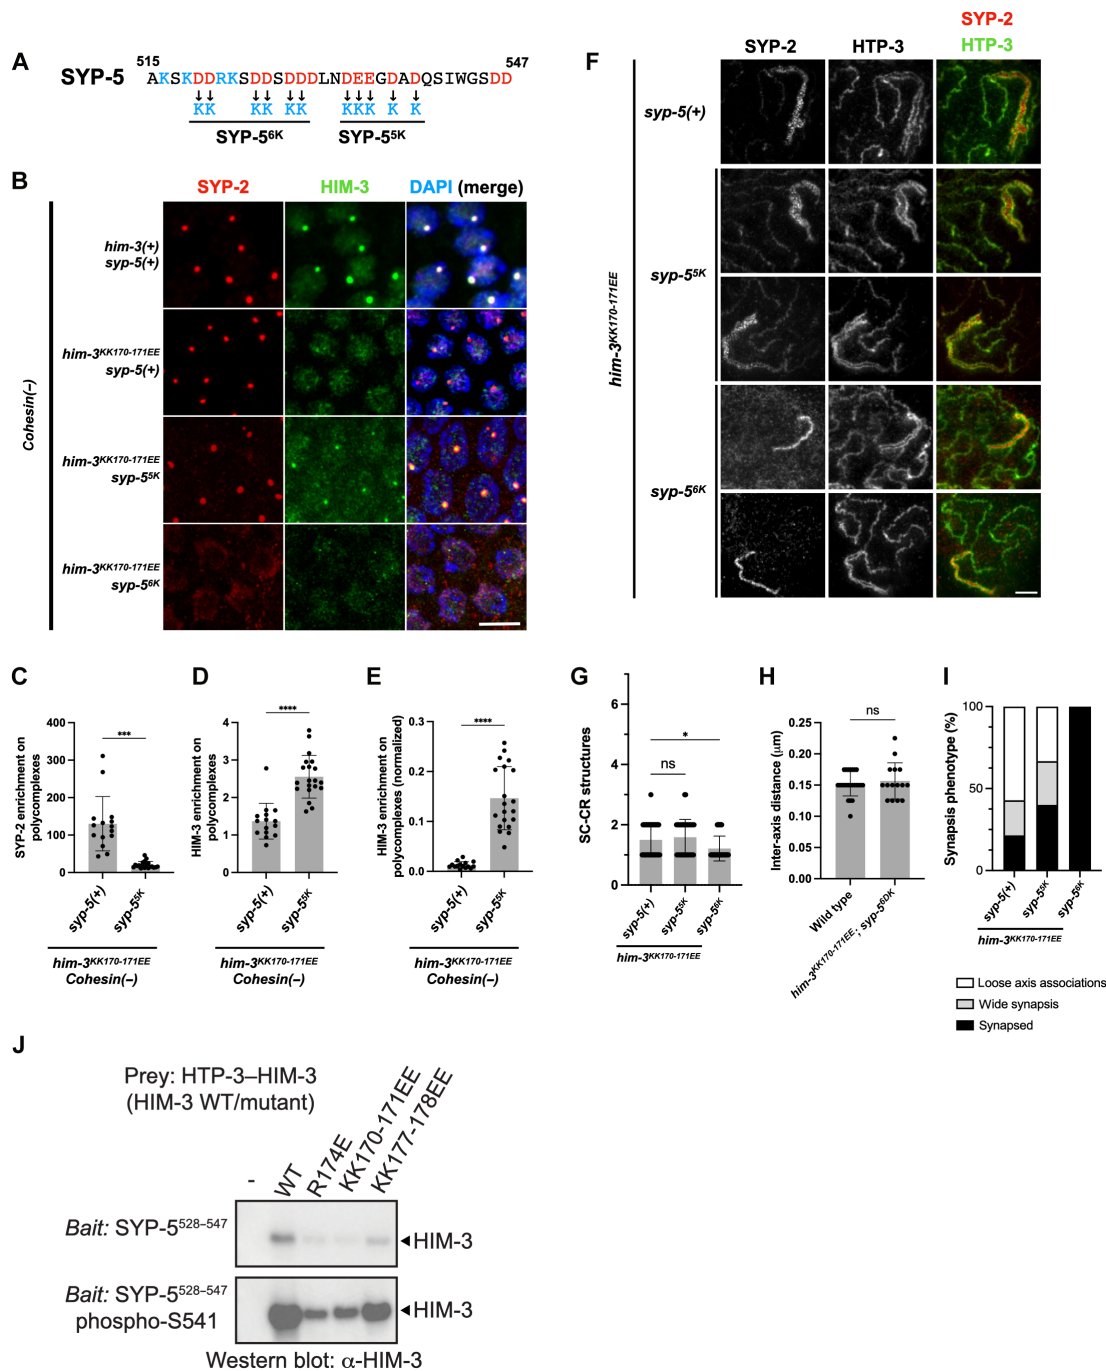 A
515
547
SYP-5
AKSKDDRKSDDSDDDLNDEEGDADQSIWGSDD
KK KK KK KKK K K
SYP-5^6K
SYP-5^5K
B
SYP-2
HIM-3
DAPI (merge)
Cohesin(–)
him-3(+)
syp-5(+)
him-3^KK170-171EE
syp-5(+)
him-3^KK170-171EE
syp-5^5K
him-3^KK170-171EE
syp-5^6K
F
SYP-2
HTP-3
SYP-2
HTP-3
him-3^KK170-171EE
syp-5(+)
syp-5^5K
syp-5^6K
C
SYP-2 enrichment on
polycomplexes
400
300
200
100
0
***
syp-5(+)
syp-5^5K
him-3^KK170-171EE
Cohesin(–)
D
HIM-3 enrichment on
polycomplexes
4
3
2
1
0
****
syp-5(+)
syp-5^5K
him-3^KK170-171EE
Cohesin(–)
E
HIM-3 enrichment on
polycomplexes (normalized)
0.3
0.2
0.1
0.0
****
syp-5(+)
syp-5^5K
him-3^KK170-171EE
Cohesin(–)
G
SC-CR structures
6
4
2
0
*
ns
syp-5(+)
syp-5^5K
syp-5^6K
him-3^KK170-171EE
H
Inter-axis distance (μm)
0.25
0.20
0.15
0.10
0.05
0.00
ns
Wild type
him-3^KK170-171EE; syp-5^6DK
I
Synapsis phenotype (%)
100
50
0
syp-5(+)
syp-5^5K
syp-5^6K
him-3^KK170-171EE
Loose axis associations
Wide synapsis
Synapsed
J
Prey: HTP-3–HIM-3
(HIM-3 WT/mutant)
-
WT
R174E
KK170-171EE
KK177-178EE
Bait: SYP-5^528–547
HIM-3
Bait: SYP-5^528–547
phospho-S541
HIM-3
Western blot: α-HIM-3